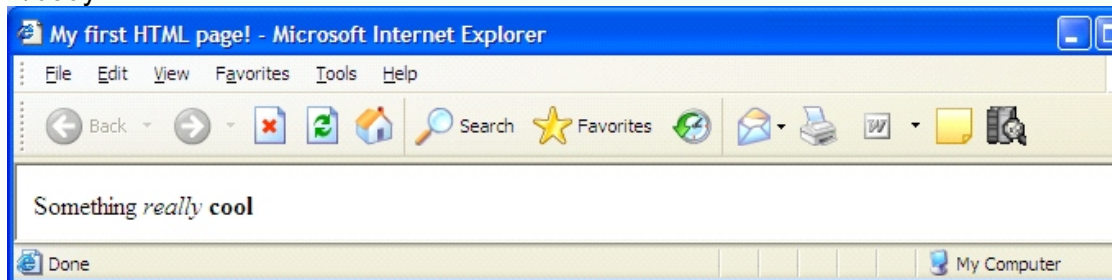 My first HTML page! - Microsoft Internet Explorer
File Edit View Favorites Tools Help
Back Search Favorites W
Something really cool
Done My Computer